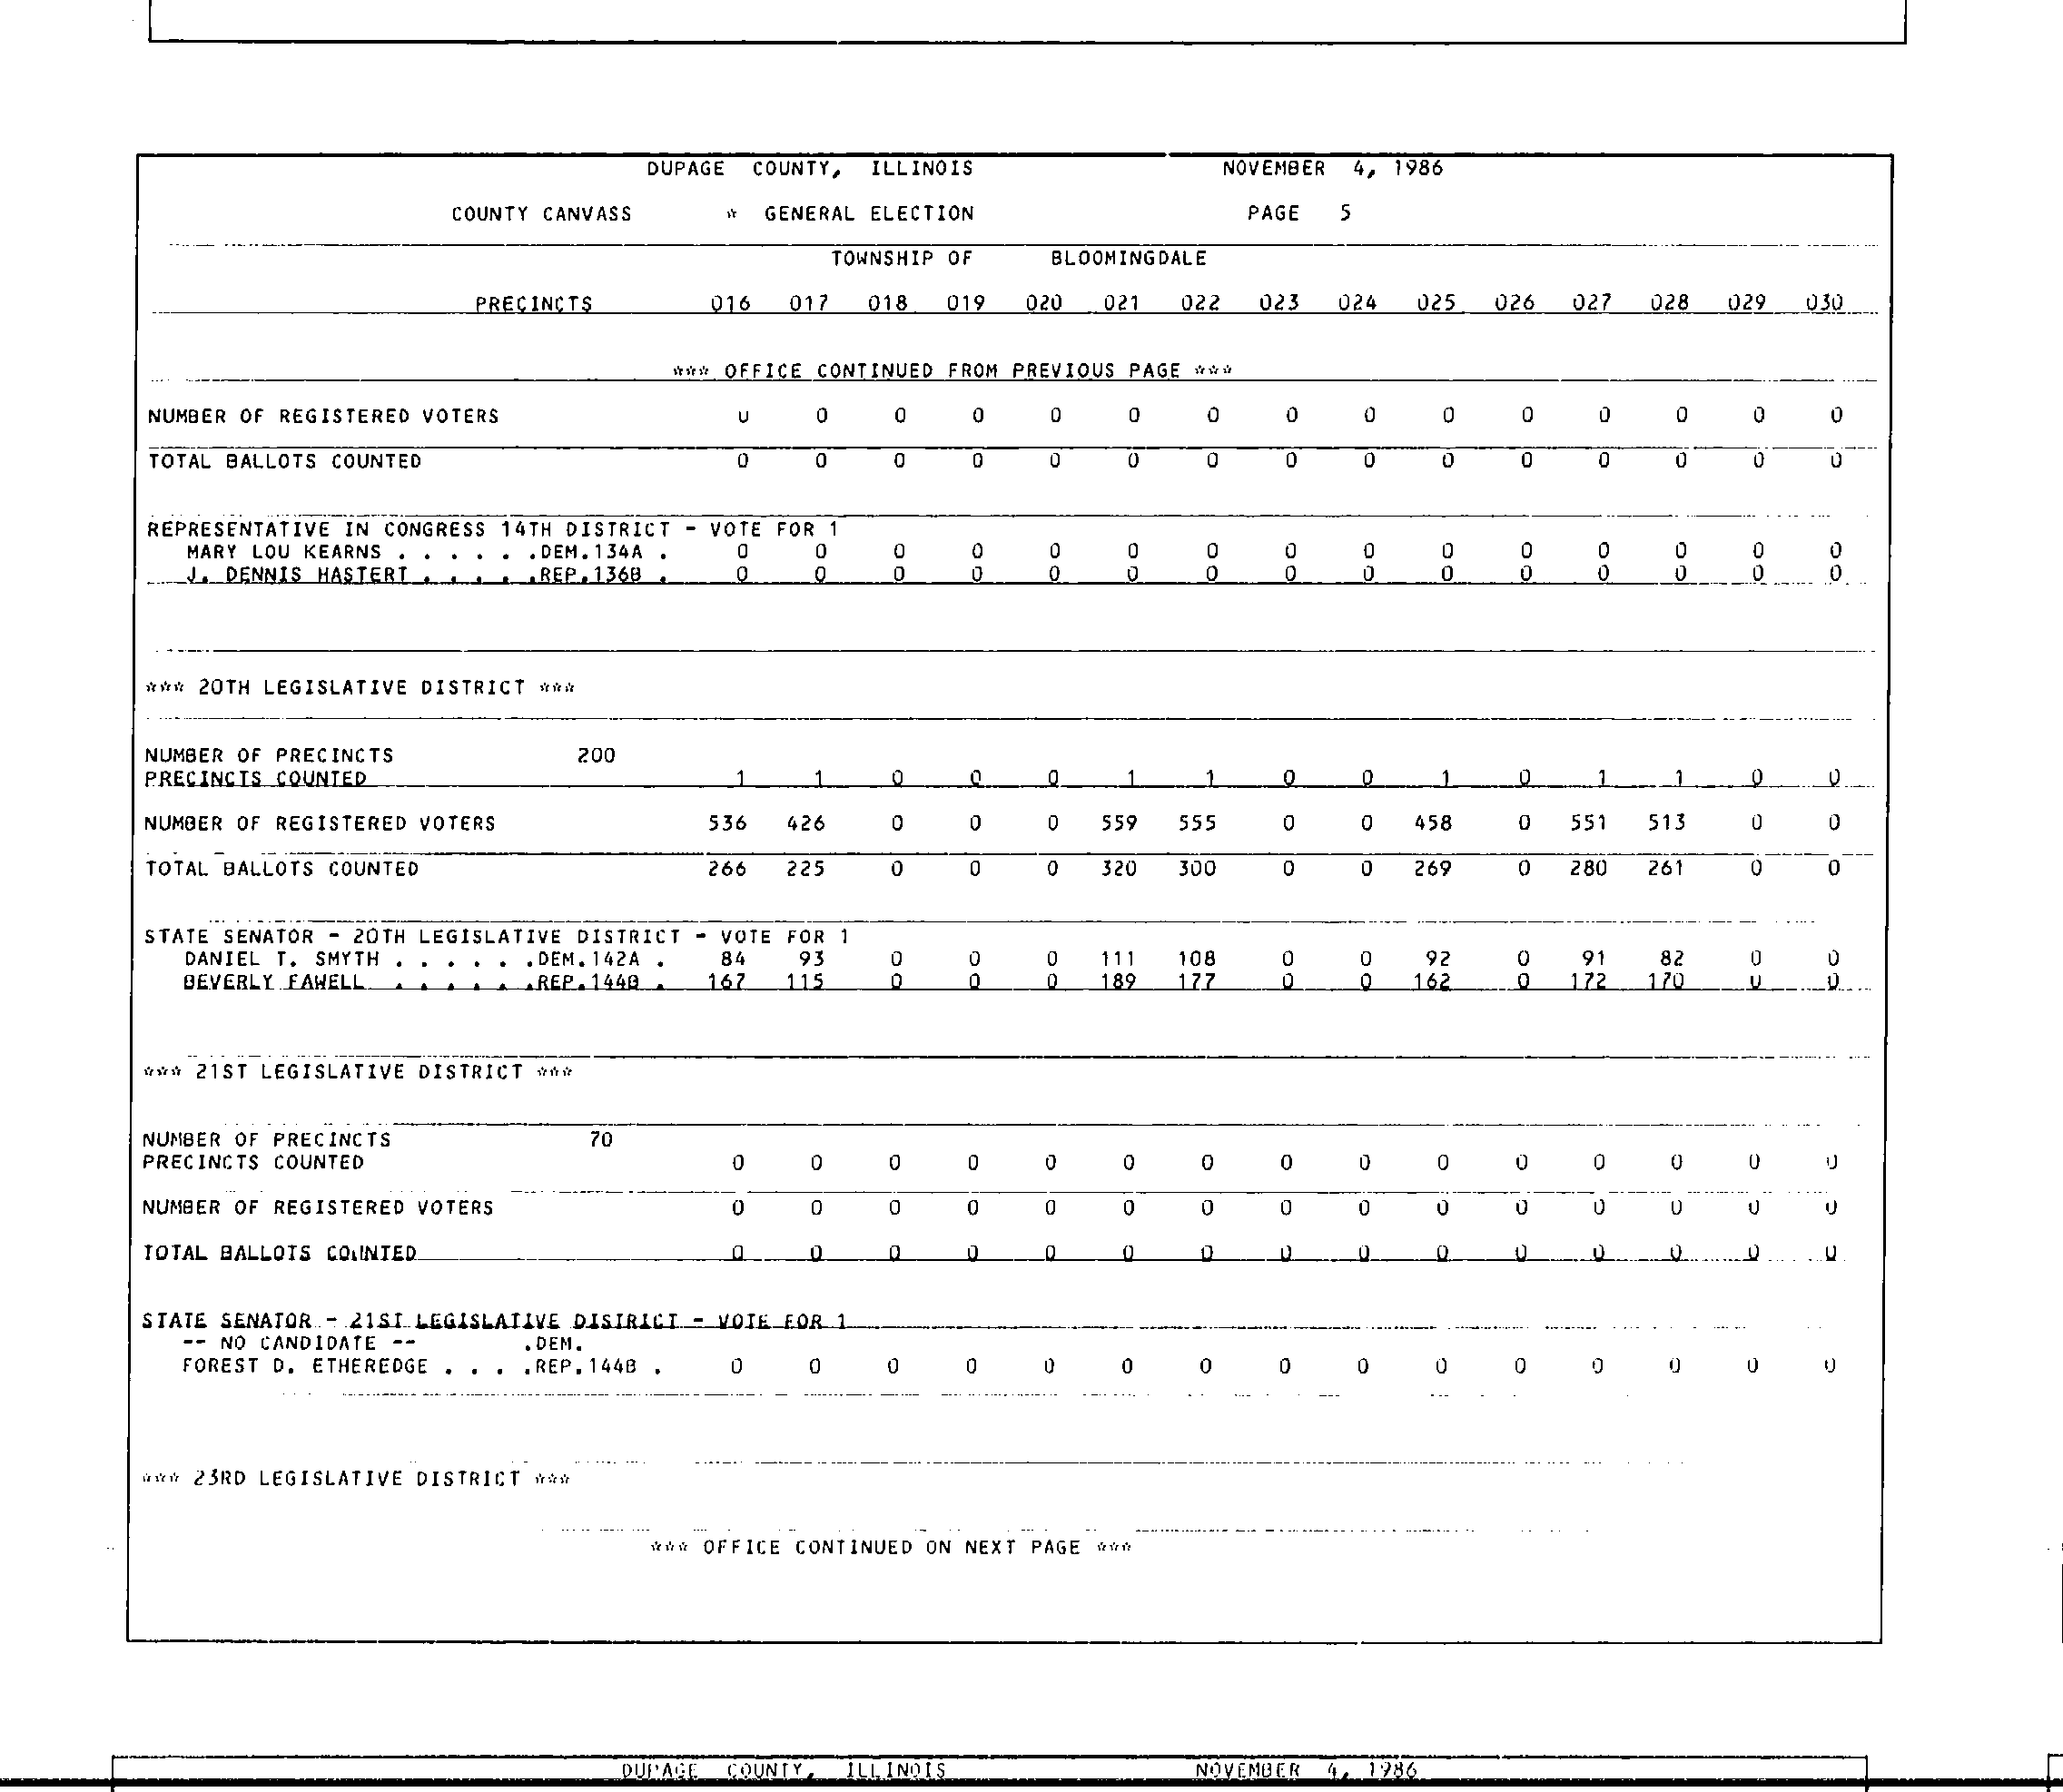 DUPAGE COUNTY, ILLINOIS NOVEMBER 4, 1986
COUNTY CANVASS * GENERAL ELECTION PAGE 5
TOWNSHIP OF BLOOMINGDALE
PRECINCTS 016 017 018 019 020 021 022 023 024 025 026 027 028 029 030
*** OFFICE CONTINUED FROM PREVIOUS PAGE ***
NUMBER OF REGISTERED VOTERS 0 0 0 0 0 0 0 0 0 0 0 0 0 0 0
TOTAL BALLOTS COUNTED 0 0 0 0 0 0 0 0 0 0 0 0 0 0 0
REPRESENTATIVE IN CONGRESS 14TH DISTRICT - VOTE FOR 1
MARY LOU KEARNS . . . . . .DEM.134A . 0 0 0 0 0 0 0 0 0 0 0 0 0 0 0
J. DENNIS HASTERT . . . . .REP.136B . 0 0 0 0 0 0 0 0 0 0 0 0 0 0 0
*** 20TH LEGISLATIVE DISTRICT ***
NUMBER OF PRECINCTS 200
PRECINCTS COUNTED 1 1 0 0 0 1 1 0 0 1 0 1 1 0 0
NUMBER OF REGISTERED VOTERS 536 426 0 0 0 559 555 0 0 458 0 551 513 0 0
TOTAL BALLOTS COUNTED 266 225 0 0 0 320 300 0 0 269 0 280 261 0 0
STATE SENATOR - 20TH LEGISLATIVE DISTRICT - VOTE FOR 1
DANIEL T. SMYTH . . . . . .DEM.142A . 84 93 0 0 0 111 108 0 0 92 0 91 82 0 0
BEVERLY FAWELL . . . . . .REP.144B . 167 115 0 0 0 189 177 0 0 162 0 172 170 0 0
*** 21ST LEGISLATIVE DISTRICT ***
NUMBER OF PRECINCTS 70
PRECINCTS COUNTED 0 0 0 0 0 0 0 0 0 0 0 0 0 0 0
NUMBER OF REGISTERED VOTERS 0 0 0 0 0 0 0 0 0 0 0 0 0 0 0
TOTAL BALLOTS COUNTED 0 0 0 0 0 0 0 0 0 0 0 0 0 0 0
STATE SENATOR - 21ST LEGISLATIVE DISTRICT - VOTE FOR 1
-- NO CANDIDATE -- .DEM.
FOREST D. ETHEREDGE . . . .REP.144B . 0 0 0 0 0 0 0 0 0 0 0 0 0 0 0
*** 23RD LEGISLATIVE DISTRICT ***
*** OFFICE CONTINUED ON NEXT PAGE ***
DUPAGE COUNTY, ILLINOIS NOVEMBER 4, 1986